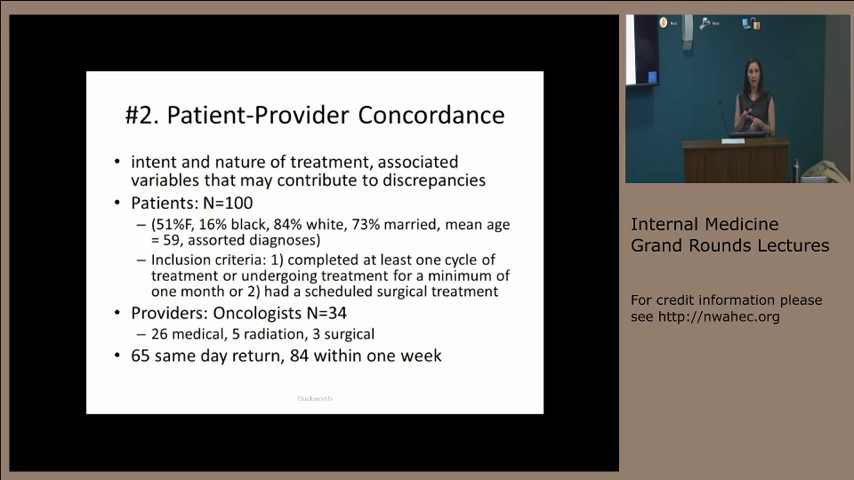 #2. Patient-Provider Concordance
• intent and nature of treatment, associated
variables that may contribute to discrepancies
• Patients: N=100
– (51%F, 16% black, 84% white, 73% married, mean age
= 59, assorted diagnoses)
– Inclusion criteria: 1) completed at least one cycle of
treatment or undergoing treatment for a minimum of
one month or 2) had a scheduled surgical treatment
• Providers: Oncologists N=34
– 26 medical, 5 radiation, 3 surgical
• 65 same day return, 84 within one week
Duckworth
Internal Medicine
Grand Rounds Lectures
For credit information please
see http://nwahec.org